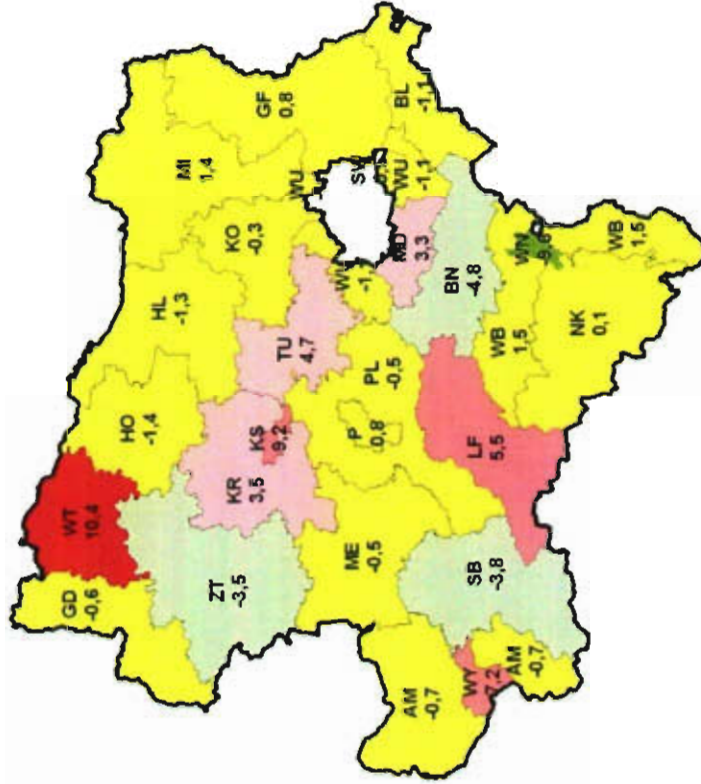 GD
-0,6
WT
10,4
HO
-1,4
HL
-1,3
MI
1,4
GF
0,8
ZT
-3,5
KR
3,5
KS
9,2
TU
4,7
KO
-0,3
WU
AM
-0,7
ME
-0,5
P
0,8
PL
-0,5
WU
SW
WU
-1,1
BL
-1,1
MD
3,3
WY
7,2
AM
-0,7
SB
-3,8
LF
5,5
BN
-4,8
WB
1,5
WN
NK
0,1
WB
1,5